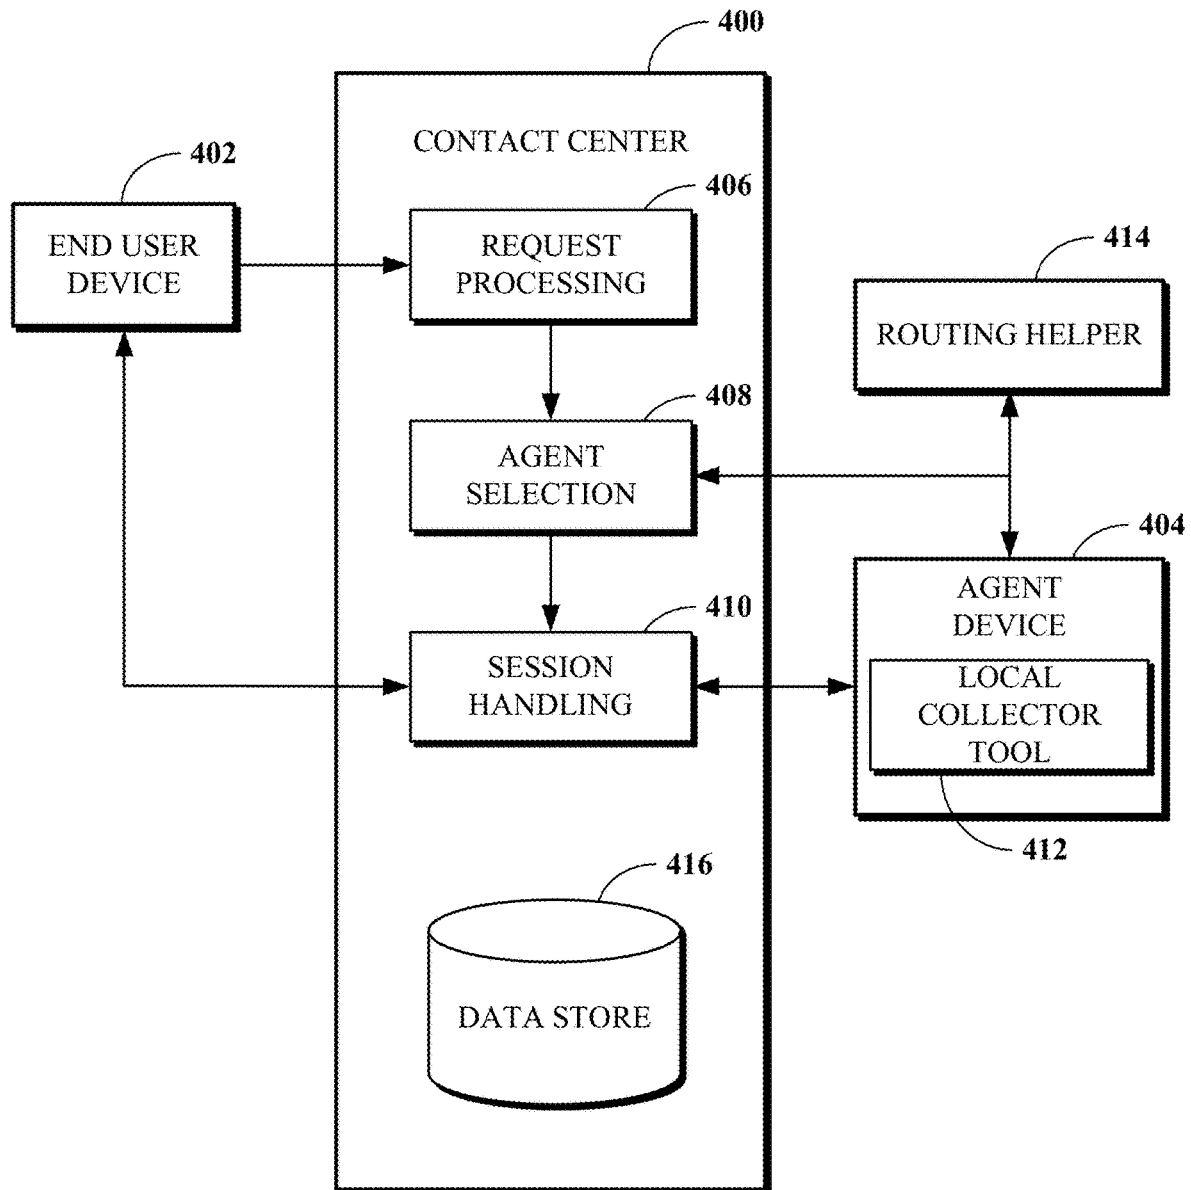 400
CONTACT CENTER
402
END USER
DEVICE
406
REQUEST
PROCESSING
414
ROUTING HELPER
408
AGENT
SELECTION
404
AGENT
DEVICE
410
SESSION
HANDLING
LOCAL
COLLECTOR
TOOL
412
416
DATA STORE